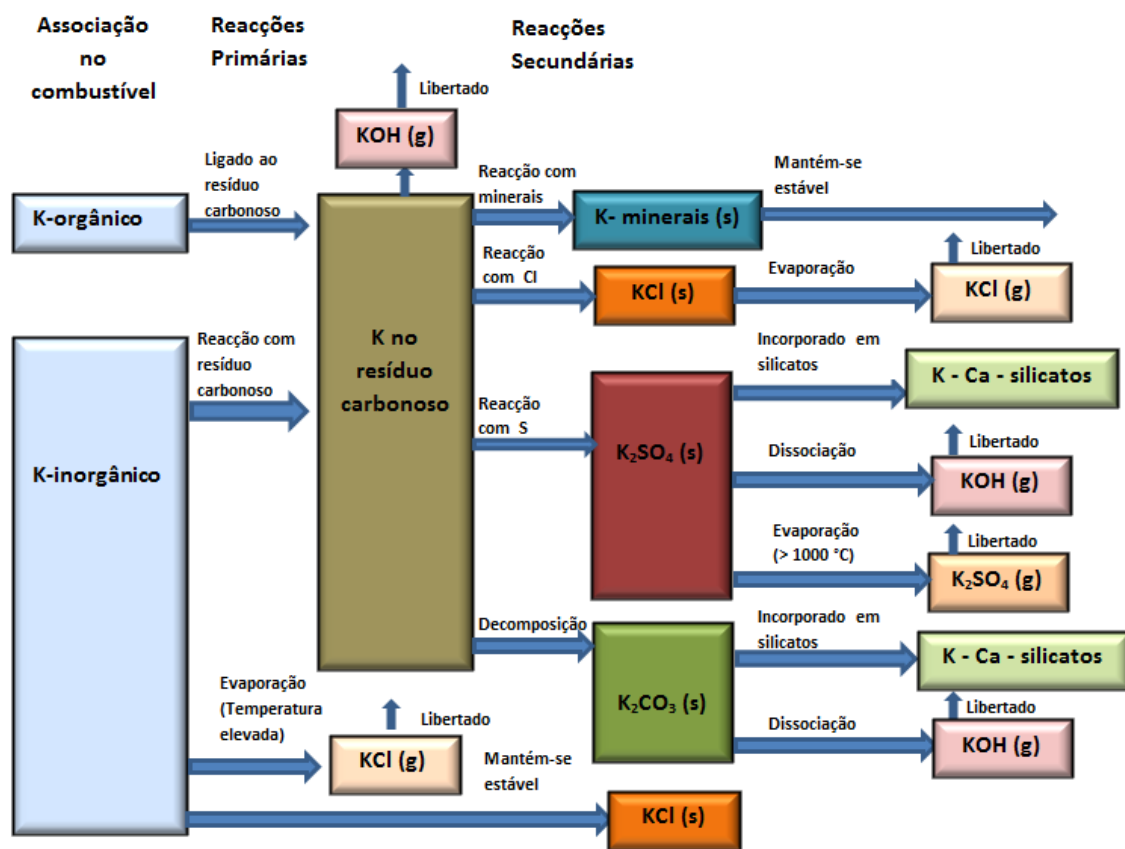 Associação
no
combustível
Reacções
Primárias
Reacções
Secundárias
Libertado
KOH (g)
Ligado ao
resíduo
carbonoso
K-orgânico
Reacção com
minerais
K- minerais (s)
Mantém-se
estável
Reacção
com Cl
KCl (s)
Evaporação
Libertado
KCl (g)
K no
resíduo
carbonoso
Reacção com
resíduo
carbonoso
K-inorgânico
Reacção
com S
K₂SO₄ (s)
Incorporado em
silicatos
K - Ca - silicatos
Dissociação
Libertado
KOH (g)
Evaporação
(> 1000 °C)
Libertado
K₂SO₄ (g)
Decomposição
K₂CO₃ (s)
Incorporado em
silicatos
K - Ca - silicatos
Dissociação
Libertado
KOH (g)
Evaporação
(Temperatura
elevada)
Libertado
KCl (g)
Mantém-se
estável
KCl (s)